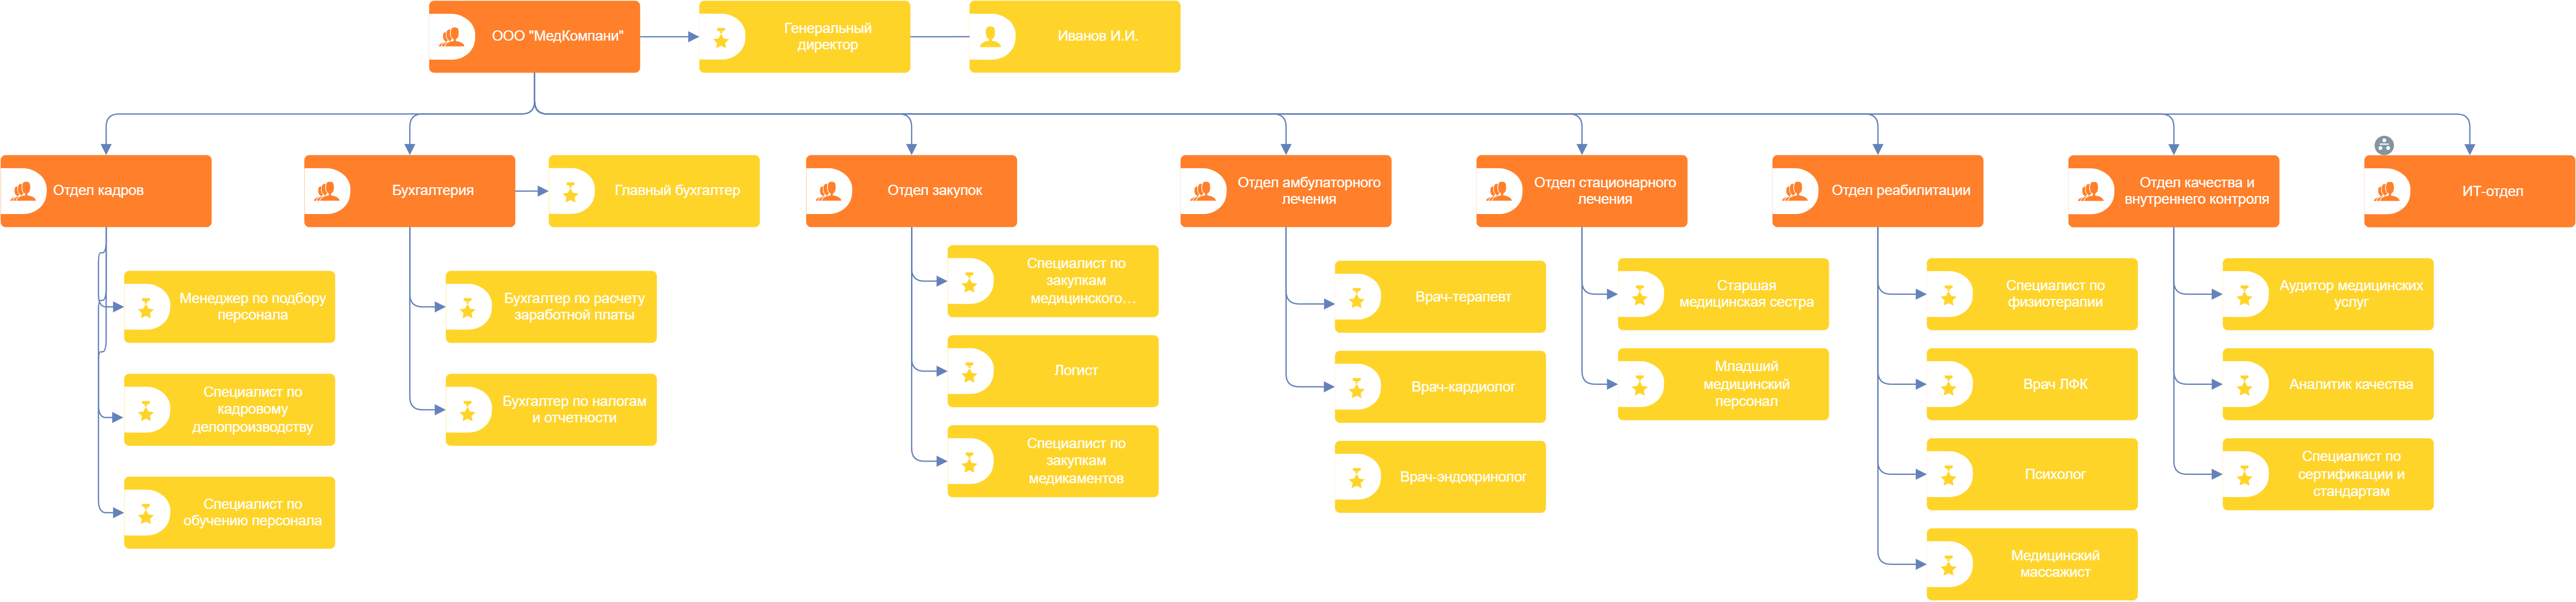 ООО "МедКомпани"
Генеральный
директор
Иванов И.И.
Отдел кадров
Бухгалтерия
Главный бухгалтер
Отдел закупок
Отдел амбулаторного
лечения
Отдел стационарного
лечения
Отдел реабилитации
Отдел качества и
внутреннего контроля
ИТ-отдел
Менеджер по подбору
персонала
Специалист по
кадровому
делопроизводству
Специалист по
обучению персонала
Бухгалтер по расчету
заработной платы
Бухгалтер по налогам
и отчетности
Специалист по
закупкам
медицинского…
Логист
Специалист по
закупкам
медикаментов
Врач-терапевт
Врач-кардиолог
Врач-эндокринолог
Старшая
медицинская сестра
Младший
медицинский
персонал
Специалист по
физиотерапии
Врач ЛФК
Психолог
Медицинский
массажист
Аудитор медицинских
услуг
Аналитик качества
Специалист по
сертификации и
стандартам